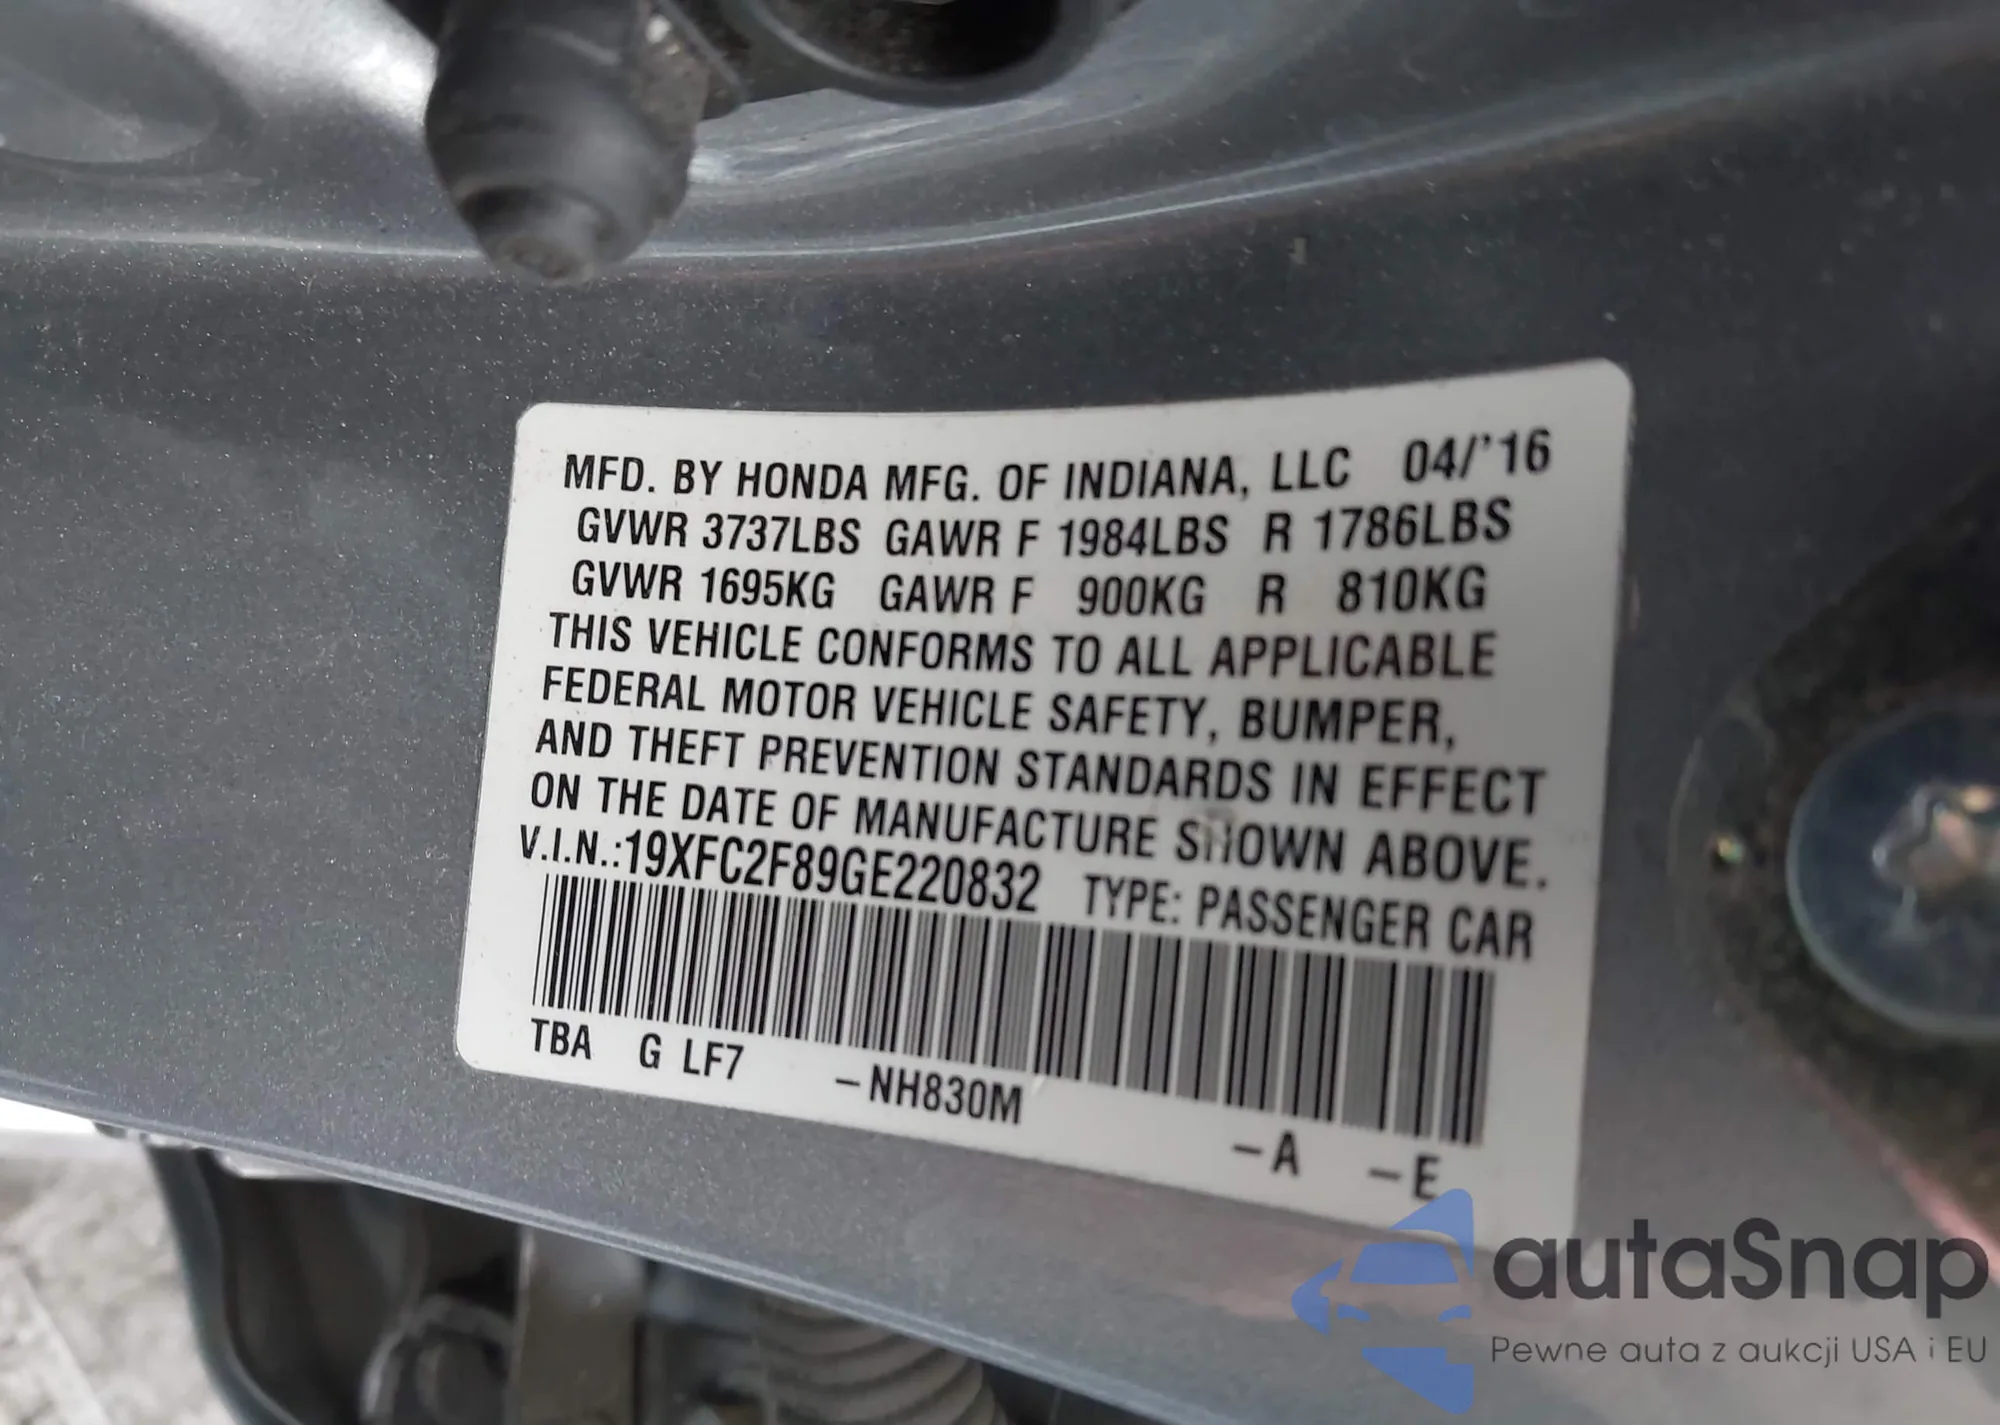 MFD. BY HONDA MFG. OF INDIANA, LLC 04/'16
GVWR 3737LBS GAWR F 1984LBS R 1786LBS
GVWR 1695KG GAWR F 900KG R 810KG
THIS VEHICLE CONFORMS TO ALL APPLICABLE
FEDERAL MOTOR VEHICLE SAFETY, BUMPER,
AND THEFT PREVENTION STANDARDS IN EFFECT
ON THE DATE OF MANUFACTURE SHOWN ABOVE.
V.I.N.:19XFC2F89GE220832 TYPE: PASSENGER CAR
TBA G LF7 –NH830M –A –E
autaSnap
Pewne auta z aukcji USA i EU